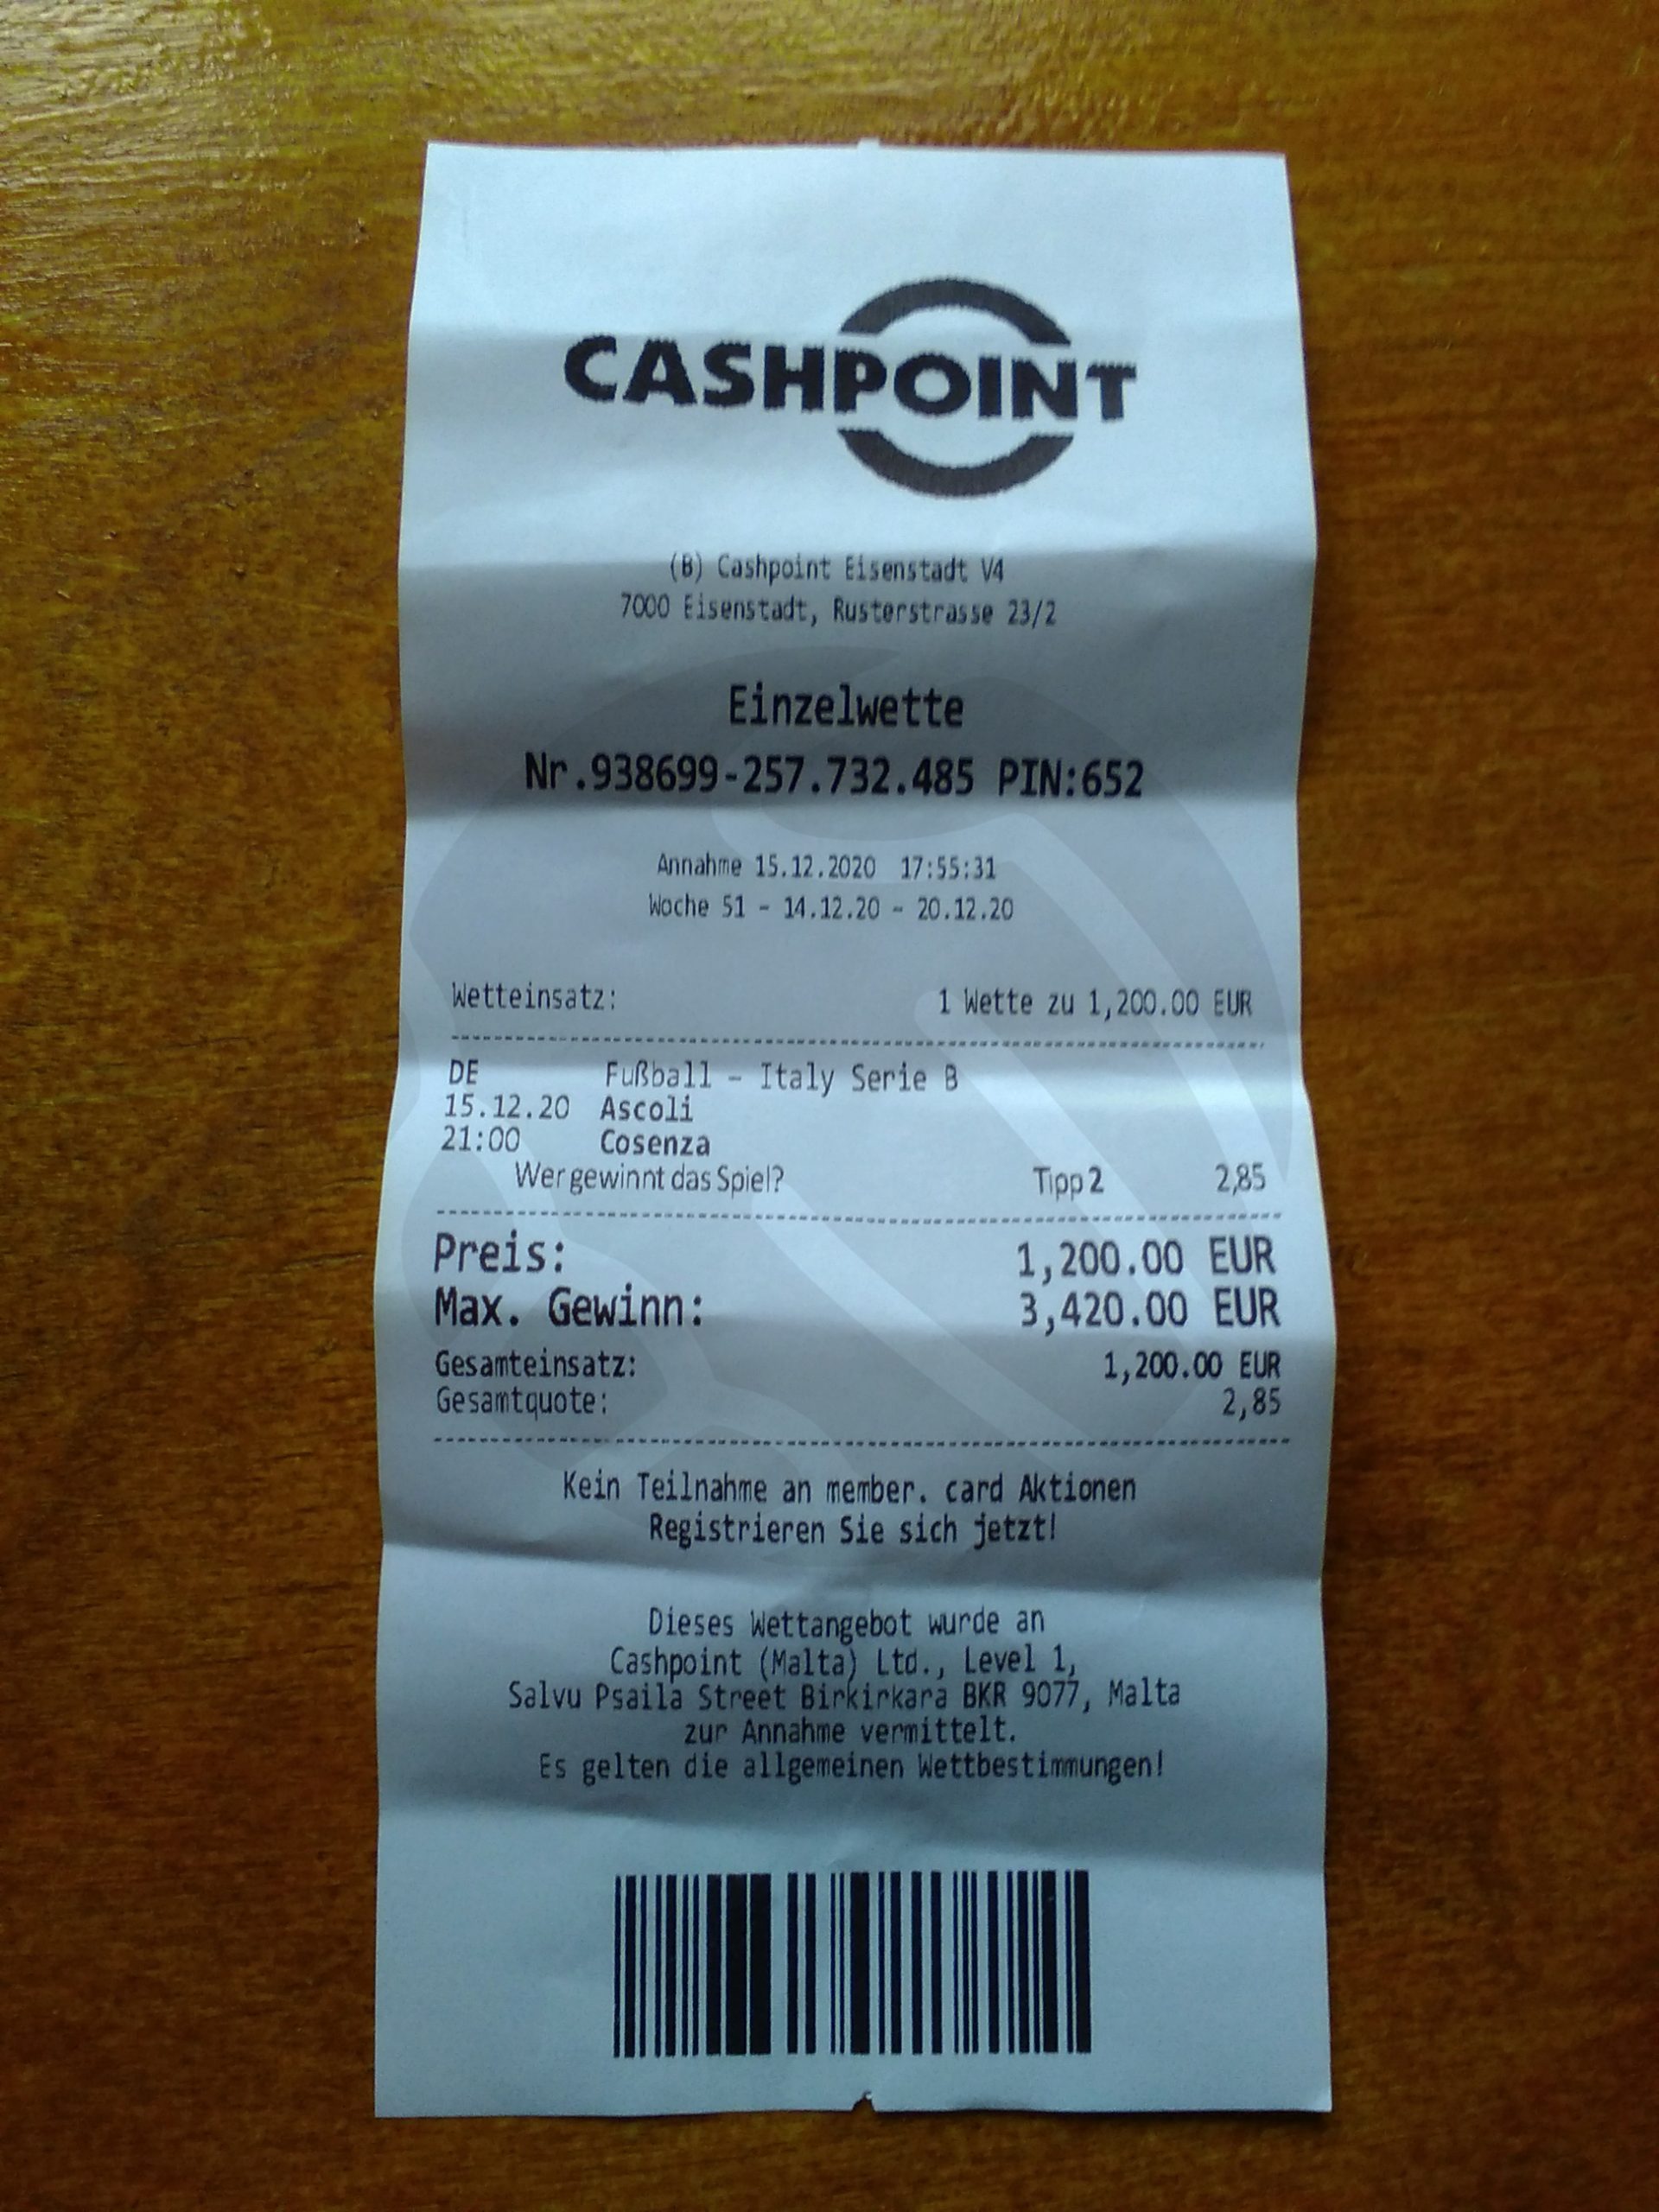 CASHPOINT
(B) Cashpoint Eisenstadt V4
7000 Eisenstadt, Rusterstrasse 23/2
Einzelwette
Nr.938699-257.732.485 PIN:652
Annahme 15.12.2020 17:55:31
Woche 51 - 14.12.20 - 20.12.20
Wetteinsatz: 1 Wette zu 1,200.00 EUR
DE Fußball - Italy Serie B
15.12.20 Ascoli
21:00 Cosenza
Wer gewinnt das Spiel? Tipp 2 2,85
Preis: 1,200.00 EUR
Max. Gewinn: 3,420.00 EUR
Gesamteinsatz: 1,200.00 EUR
Gesamtquote: 2,85
Kein Teilnahme an member. card Aktionen
Registrieren Sie sich jetzt!
Dieses Wettangebot wurde an
Cashpoint (Malta) Ltd., Level 1,
Salvu Psaila Street Birkirkara BKR 9077, Malta
zur Annahme vermittelt.
Es gelten die allgemeinen Wettbestimmungen!